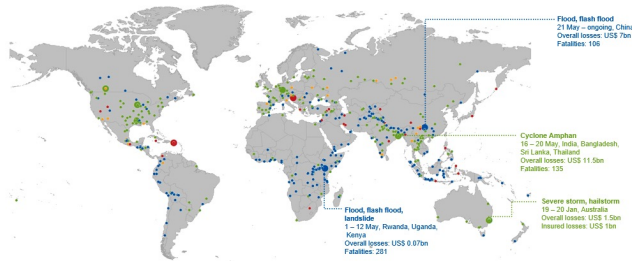 Flood, flash flood
21 May – ongoing, China
Overall losses: US$ 7bn
Fatalities: 106
Cyclone Amphan
16 – 20 May, India, Bangladesh,
Sri Lanka, Thailand
Overall losses: US$ 11.5bn
Fatalities: 135
Severe storm, hailstorm
19 – 20 Jan, Australia
Overall losses: US$ 1.5bn
Insured losses: US$ 1bn
Flood, flash flood,
landslide
1 – 12 May, Rwanda, Uganda,
Kenya
Overall losses: US$ 0.07bn
Fatalities: 281